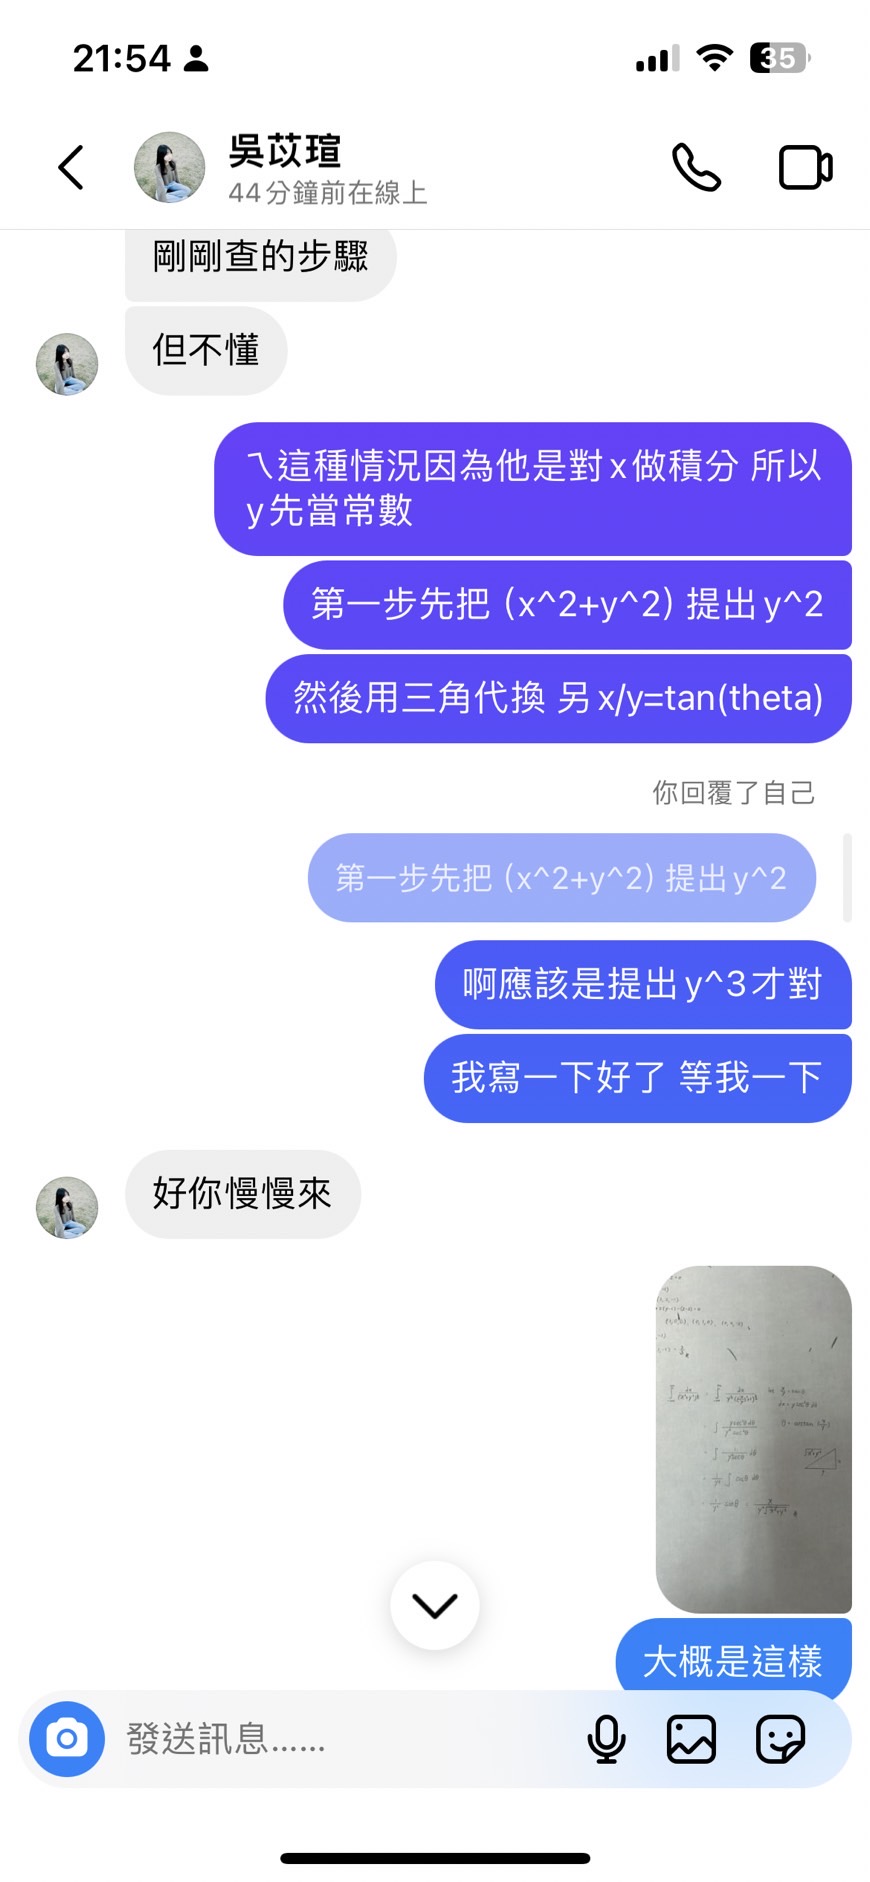 21:54
35
吳苡瑄
44分鐘前在線上
剛剛查的步驟
但不懂
ㄟ這種情況因為他是對x做積分 所以
y先當常數
第一步先把 (x^2+y^2) 提出y^2
然後用三角代換 另x/y=tan(theta)
你回覆了自己
第一步先把 (x^2+y^2) 提出y^2
啊應該是提出y^3才對
我寫一下好了 等我一下
好你慢慢來
大概是這樣
發送訊息......